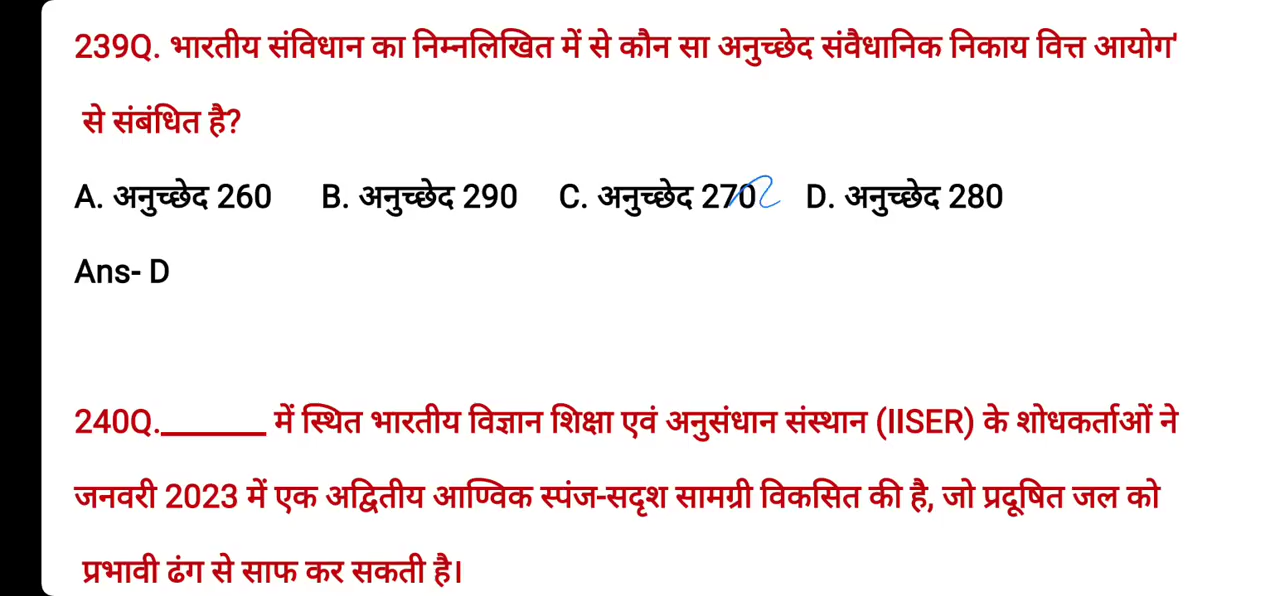 239Q. भारतीय संविधान का निम्नलिखित में से कौन सा अनुच्छेद संवैधानिक निकाय वित्त आयोग'
से संबंधित है?
A. अनुच्छेद 260 B. अनुच्छेद 290 C. अनुच्छेद 270 D. अनुच्छेद 280
Ans- D
240Q.______ में स्थित भारतीय विज्ञान शिक्षा एवं अनुसंधान संस्थान (IISER) के शोधकर्ताओं ने
जनवरी 2023 में एक अद्वितीय आण्विक स्पंज-सदृश सामग्री विकसित की है, जो प्रदूषित जल को
प्रभावी ढंग से साफ कर सकती है।